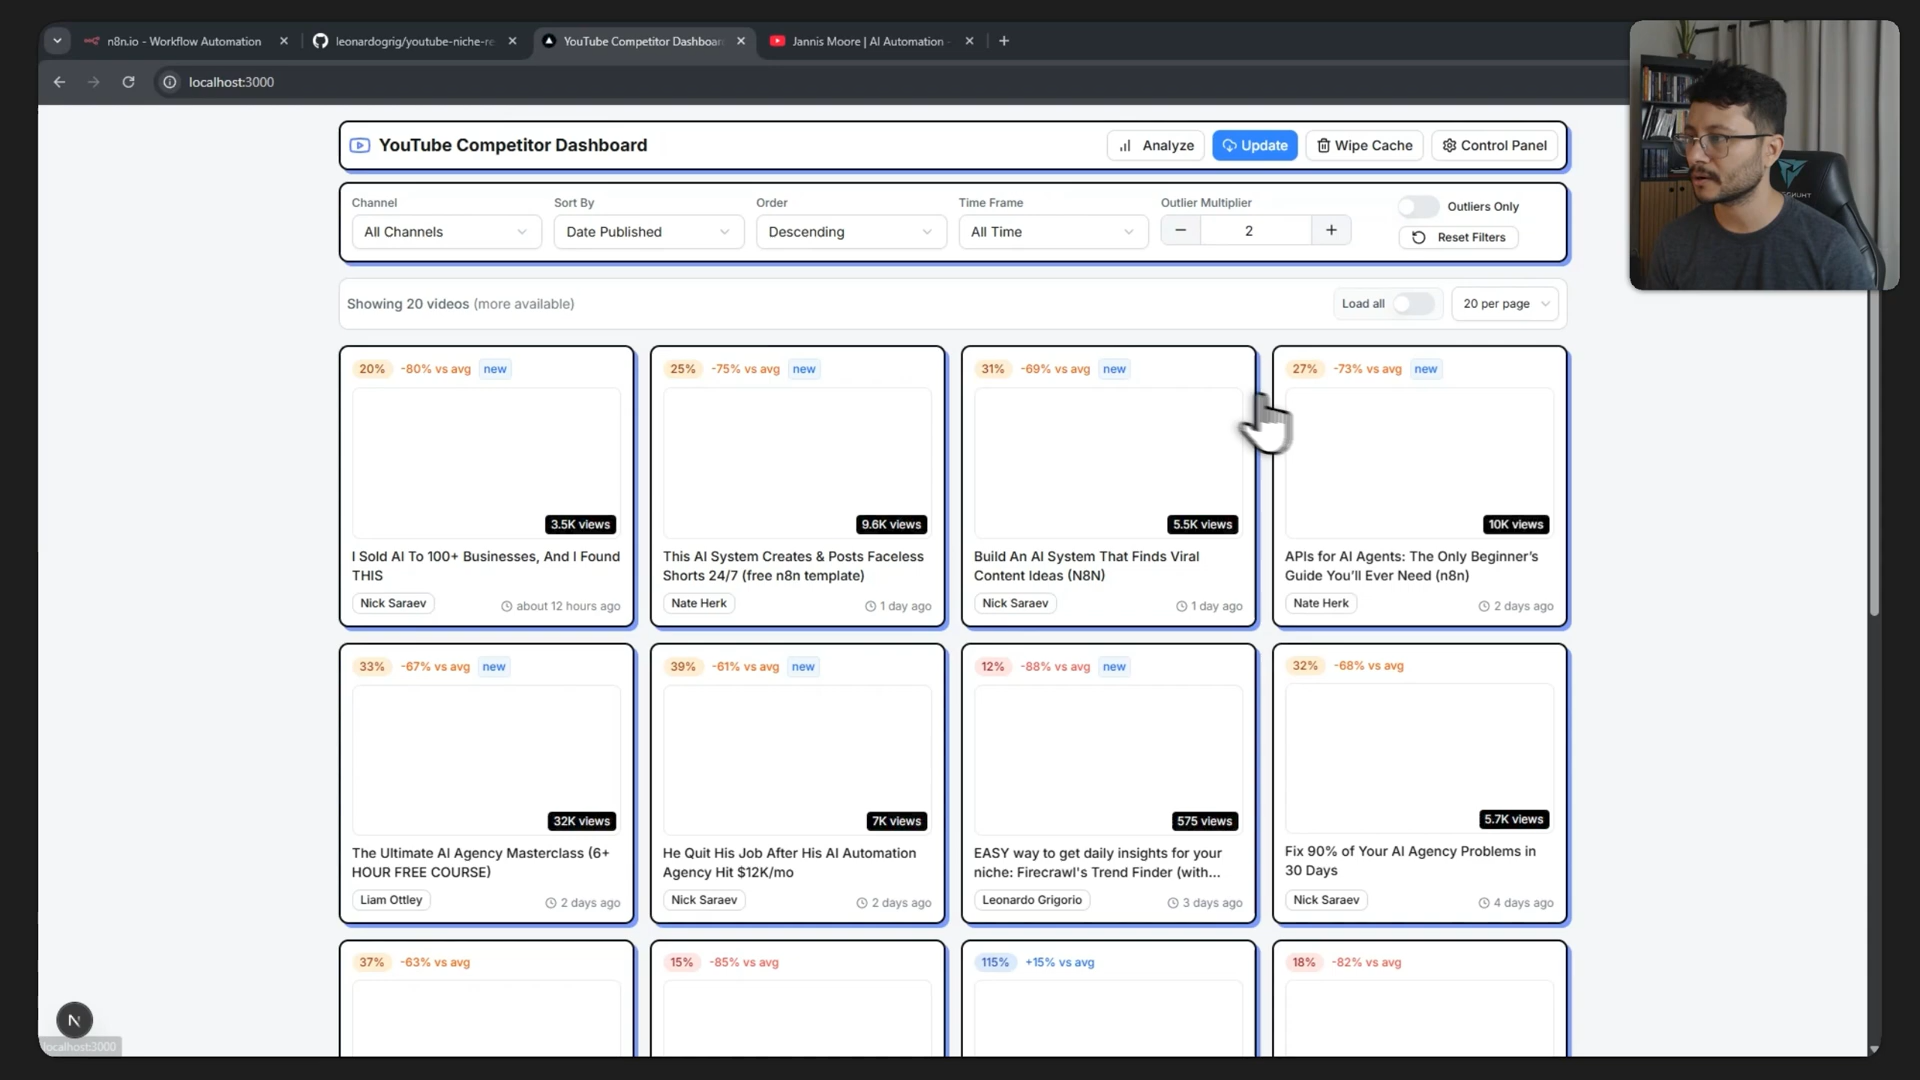 n8n.io - Workflow Automation
leonardogrig/youtube-niche-re
YouTube Competitor Dashboar
Jannis Moore | AI Automation -
localhost:3000
YouTube Competitor Dashboard
Analyze
Update
Wipe Cache
Control Panel
Channel
Sort By
Order
Time Frame
Outlier Multiplier
All Channels
Date Published
Descending
All Time
2
Outliers Only
Reset Filters
Showing 20 videos (more available)
Load all
20 per page
20% -80% vs avg new
3.5K views
I Sold AI To 100+ Businesses, And I Found
THIS
Nick Saraev
about 12 hours ago
25% -75% vs avg new
9.6K views
This AI System Creates & Posts Faceless
Shorts 24/7 (free n8n template)
Nate Herk
1 day ago
31% -69% vs avg new
5.5K views
Build An AI System That Finds Viral
Content Ideas (N8N)
Nick Saraev
1 day ago
27% -73% vs avg new
10K views
APIs for AI Agents: The Only Beginner's
Guide You'll Ever Need (n8n)
Nate Herk
2 days ago
33% -67% vs avg new
32K views
The Ultimate AI Agency Masterclass (6+
HOUR FREE COURSE)
Liam Ottley
2 days ago
39% -61% vs avg new
7K views
He Quit His Job After His AI Automation
Agency Hit $12K/mo
Nick Saraev
2 days ago
12% -88% vs avg new
575 views
EASY way to get daily insights for your
niche: Firecrawl's Trend Finder (with...
Leonardo Grigorio
3 days ago
32% -68% vs avg
5.7K views
Fix 90% of Your AI Agency Problems in
30 Days
Nick Saraev
4 days ago
37% -63% vs avg
15% -85% vs avg
115% +15% vs avg
18% -82% vs avg
N
localhost:3000